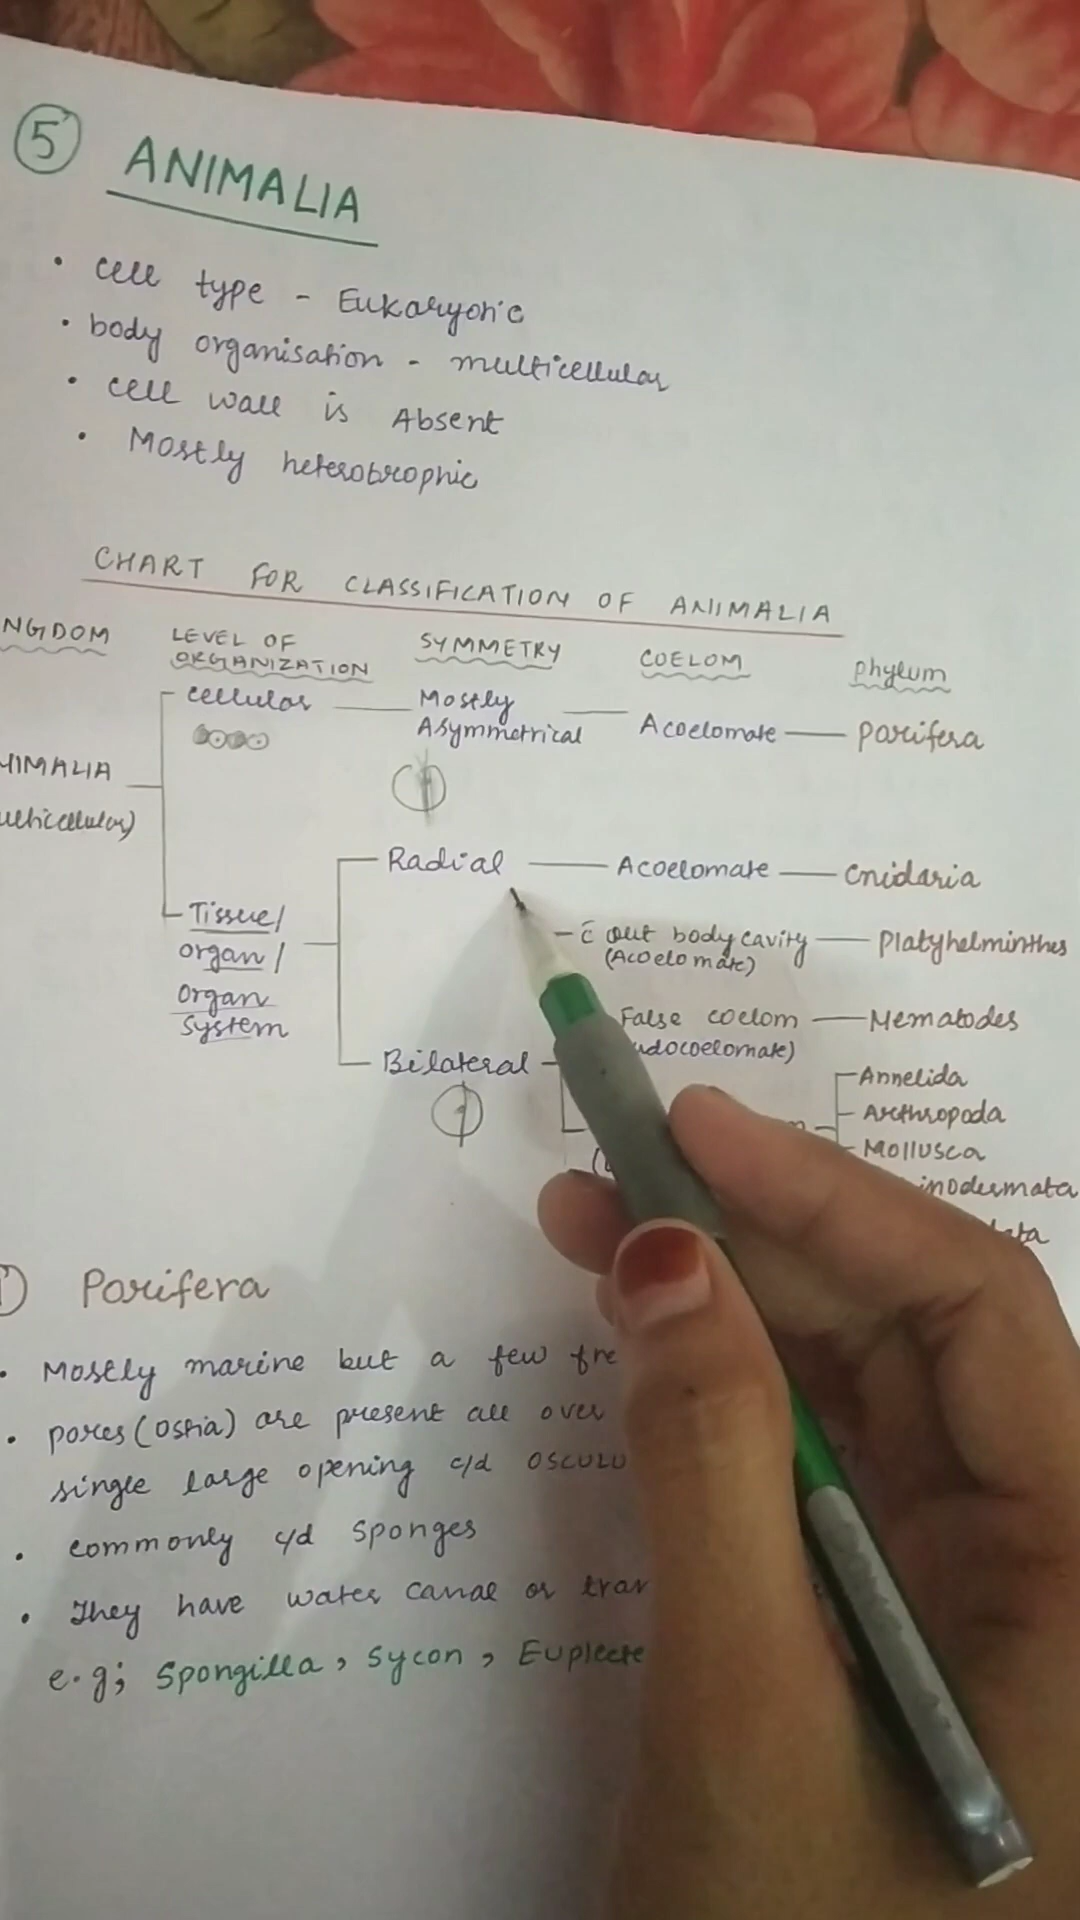 5 ANIMALIA
• cell type - Eukaryotic
• body organisation - multicellular
• cell wall is Absent
• Mostly heterotrophic
CHART FOR CLASSIFICATION OF ANIMALIA
NGDOM LEVEL OF ORGANIZATION SYMMETRY COELOM Phylum
cellular — Mostly Asymmetrical — Acoelomate — Porifera
NIMALIA
ulticellular)
Radial — Acoelomate — Cnidaria
Tissue/
organ/
organ
system
c̄ out body cavity — Platyhelminthes
(Acoelomate)
False coelom — Nematodes
udocoelomate)
Bilateral
Annelida
Arthropoda
Mollusca
inodermata
data
Porifera
• Mostly marine but a few fre
• pores (ostia) are present all over
single large opening c/d osculu
• commonly c/d sponges
• They have water canal or tran
e.g; Spongilla, Sycon, Euplecte